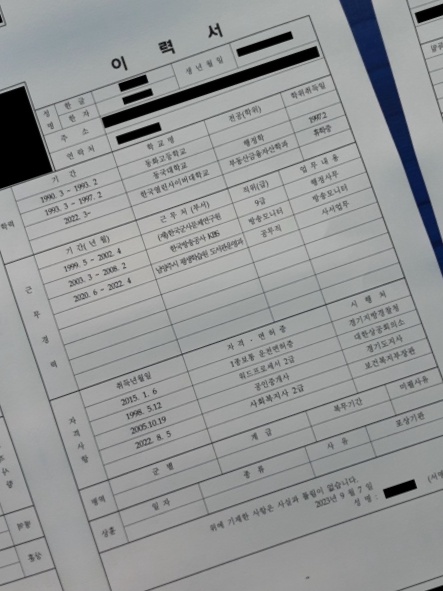 이 력 서
성 명 한 글
한 자
생년월일
주 소
연락처
학력
기 간
학 교 명
전공(학위)
학위취득일
1990. 3 ~ 1993. 2
동화고등학교
1993. 3 ~ 1997. 2
동국대학교
행정학
1997.2
2022. 3~
한국열린사이버대학교
부동산금융자산학과
휴학중
근 무 경 력
기 간 (년 월)
근 무 처 (부서)
직위(급)
업 무 내 용
1999. 5 ~ 2002. 4
(재)한국군사문제연구원
9급
행정사무
2003. 3 ~ 2008. 2
한국방송공사 KBS
방송모니터
방송모니터
2020. 6 ~ 2022. 4
남양주시 평생학습원 도서관운영과
공무직
사서업무
자 격 사 항
취득년월일
자 격 · 면 허 증
시 행 처
2015. 1. 6
1종보통 운전면허증
경기지방경찰청
1998. 5.12
워드프로세서 2급
대한상공회의소
2005.10.19
공인중개사
경기도지사
2022. 8. 5
사회복지사 2급
보건복지부장관
병역
군 별
계 급
복무기간
미필사유
상훈
일 자
종 류
사 유
포상기관
위에 기재한 사항은 사실과 틀림이 없습니다.
2023년 9 월 7 일
성 명 :
(서명